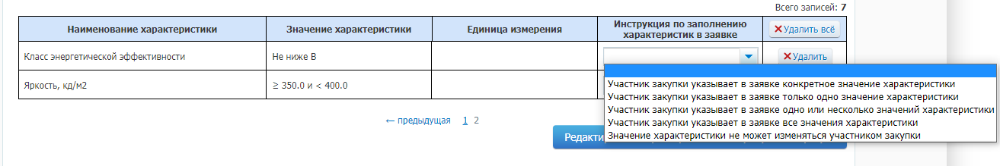 Всего записей: 7
Наименование характеристики
Значение характеристики
Единица измерения
Инструкция по заполнению
характеристик в заявке
Удалить всё
Класс энергетической эффективности
Не ниже B
Удалить
Яркость, кд/м2
≥ 350.0 и < 400.0
Участник закупки указывает в заявке конкретное значение характеристики
Участник закупки указывает в заявке только одно значение характеристики
Участник закупки указывает в заявке одно или несколько значений характеристики
Участник закупки указывает в заявке все значения характеристики
Значение характеристики не может изменяться участником закупки
← предыдущая 1 2